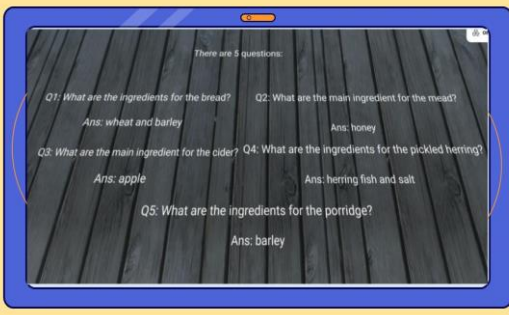 There are 5 questions:
Q1: What are the ingredients for the bread?
Q2: What are the main ingredient for the mead?
Ans: wheat and barley
Ans: honey
Q3: What are the main ingredient for the cider?
Q4: What are the ingredients for the pickled herring?
Ans: apple
Ans: herring fish and salt
Q5: What are the ingredients for the porridge?
Ans: barley